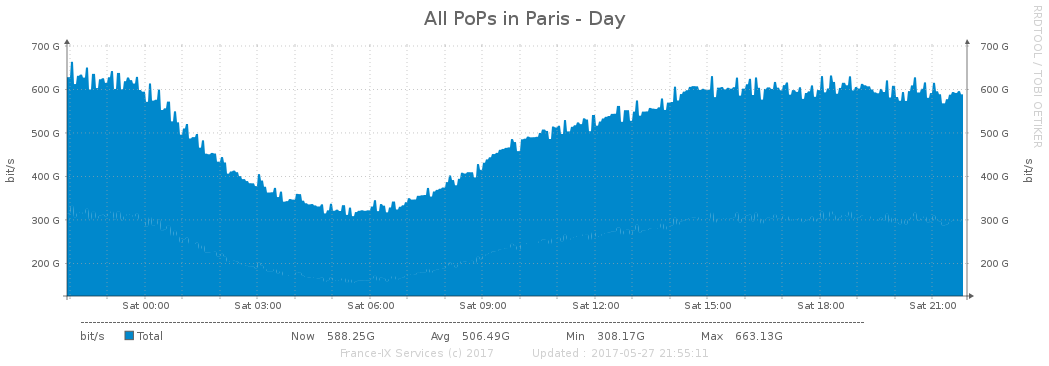 All PoPs in Paris - Day
RRDTOOL / TOBI OETIKER
700 G 700 G
600 G 600 G
500 G 500 G
400 G 400 G
300 G 300 G
200 G 200 G
bit/s
bit/s
Sat 00:00 Sat 03:00 Sat 06:00 Sat 09:00 Sat 12:00 Sat 15:00 Sat 18:00 Sat 21:00
bit/s Total Now 588.25G Avg 506.49G Min 308.17G Max 663.13G
France-IX Services (c) 2017 Updated : 2017-05-27 21:55:11